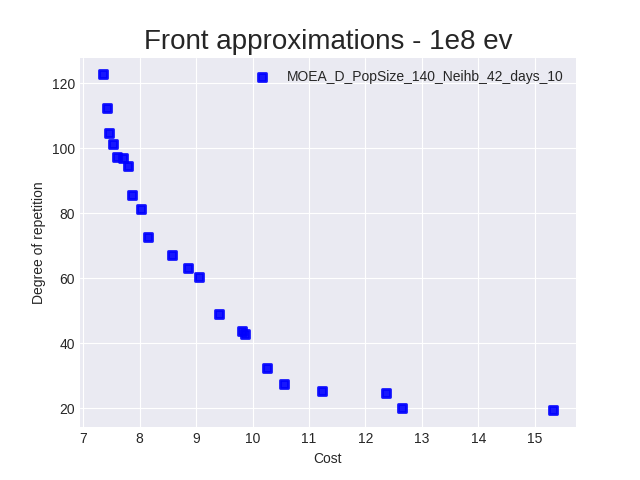 Front approximations - 1e8 ev
MOEA_D_PopSize_140_Neihb_42_days_10
Degree of repetition
120
100
80
60
40
20
7 8 9 10 11 12 13 14 15
Cost